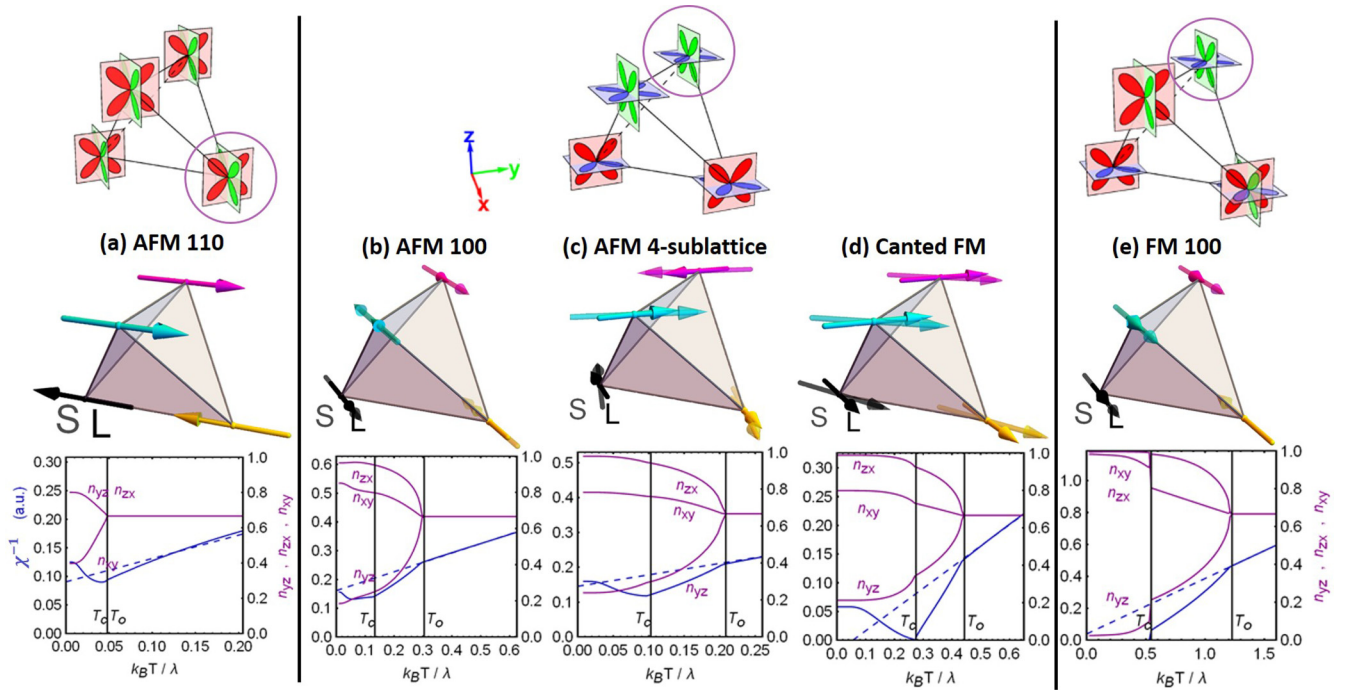 z
y
x
(a) AFM 110
(b) AFM 100
(c) AFM 4-sublattice
(d) Canted FM
(e) FM 100
S L
S L
S L
S L
S L
χ⁻¹ (a.u.)
0.30
0.25
0.20
0.15
0.10
0.05
0.00
n_yz
n_zx
n_xy
T_c
T_o
1.0
0.8
0.6
0.4
0.2
0.0
0.00 0.05 0.10 0.15 0.20
k_B T / λ
n_yz , n_zx , n_xy
0.6
0.5
0.4
0.3
0.2
0.1
0.0
n_zx
n_xy
n_yz
T_c
T_o
1.0
0.8
0.6
0.4
0.2
0.0
0.0 0.1 0.2 0.3 0.4 0.5 0.6
k_B T / λ
0.5
0.4
0.3
0.2
0.1
0.0
n_zx
n_xy
n_yz
T_c
T_o
1.0
0.8
0.6
0.4
0.2
0.0
0.00 0.05 0.10 0.15 0.20 0.25
k_B T / λ
0.30
0.25
0.20
0.15
0.10
0.05
0.00
n_zx
n_xy
n_yz
T_c
T_o
1.0
0.8
0.6
0.4
0.2
0.0
0.0 0.1 0.2 0.3 0.4 0.5 0.6
k_B T / λ
1.0
0.8
0.6
0.4
0.2
0.0
n_xy
n_zx
n_yz
T_c
T_o
1.0
0.8
0.6
0.4
0.2
0.0
0.0 0.5 1.0 1.5
k_B T / λ
n_yz , n_zx , n_xy